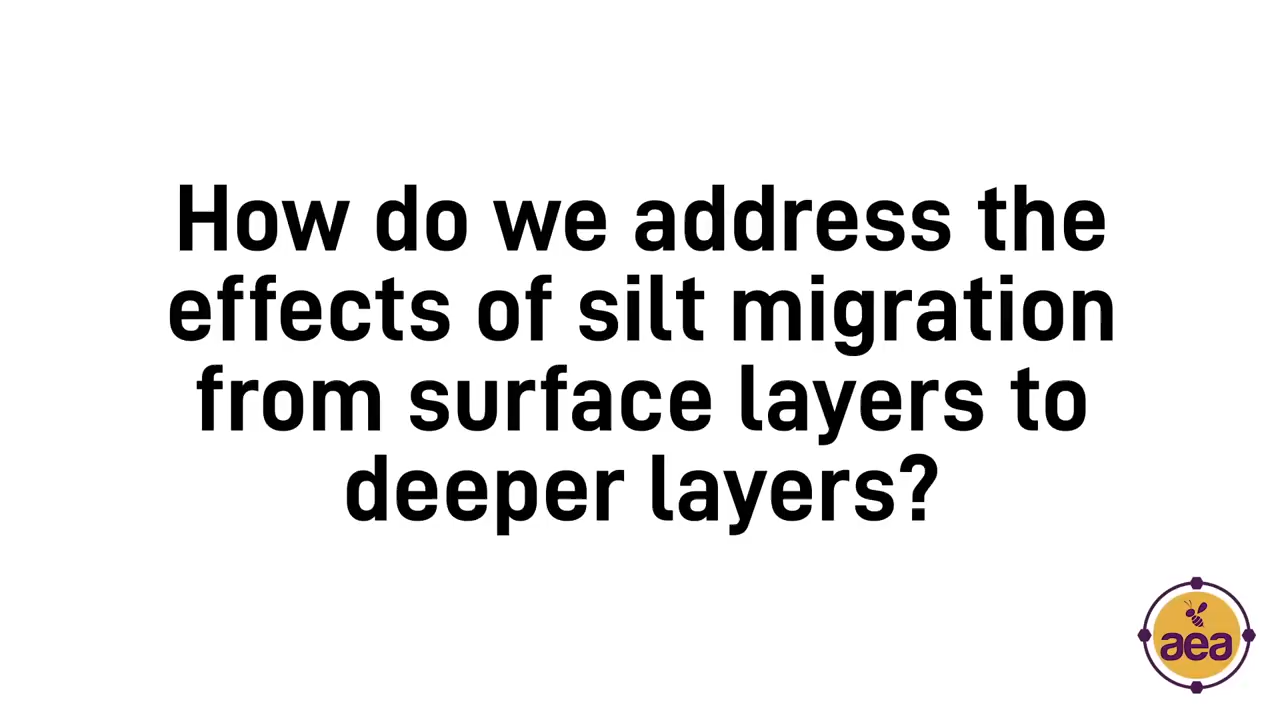 How do we address the
effects of silt migration
from surface layers to
deeper layers?
aea